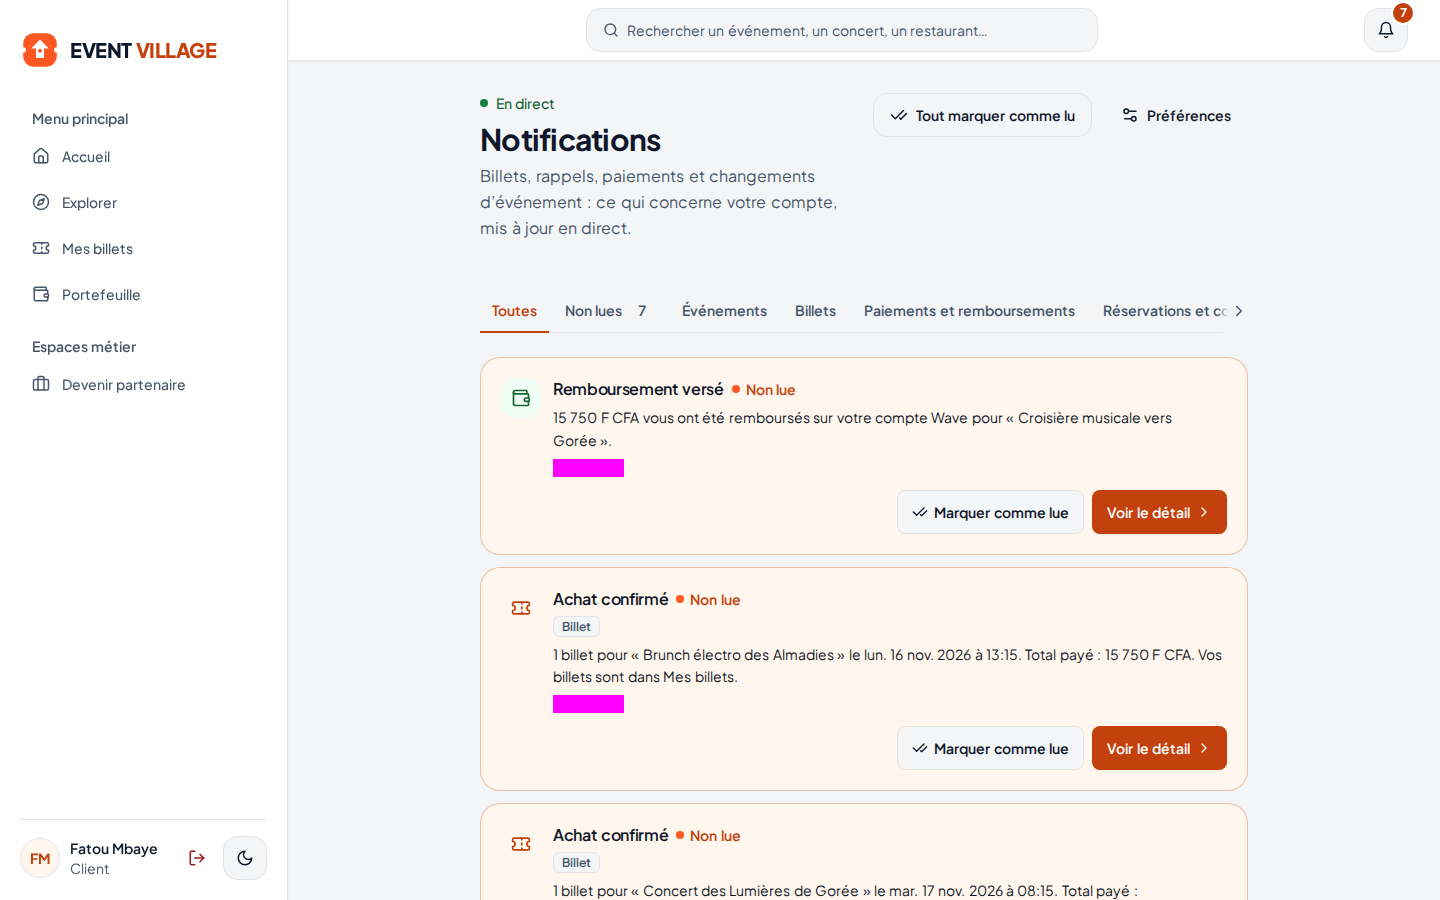 EVENT VILLAGE
Rechercher un événement, un concert, un restaurant...
7
Menu principal
Accueil
Explorer
Mes billets
Portefeuille
Espaces métier
Devenir partenaire
FM
Fatou Mbaye
Client
En direct
Notifications
Tout marquer comme lu
Préférences
Billets, rappels, paiements et changements
d'événement : ce qui concerne votre compte,
mis à jour en direct.
Toutes
Non lues 7
Événements
Billets
Paiements et remboursements
Réservations et
Remboursement versé
Non lue
15 750 F CFA vous ont été remboursés sur votre compte Wave pour « Croisière musicale vers
Gorée ».
Marquer comme lue
Voir le détail
Achat confirmé
Non lue
Billet
1 billet pour « Brunch électro des Almadies » le lun. 16 nov. 2026 à 13:15. Total payé : 15 750 F CFA. Vos
billets sont dans Mes billets.
Marquer comme lue
Voir le détail
Achat confirmé
Non lue
Billet
1 billet pour « Concert des Lumières de Gorée » le mar. 17 nov. 2026 à 08:15. Total payé :